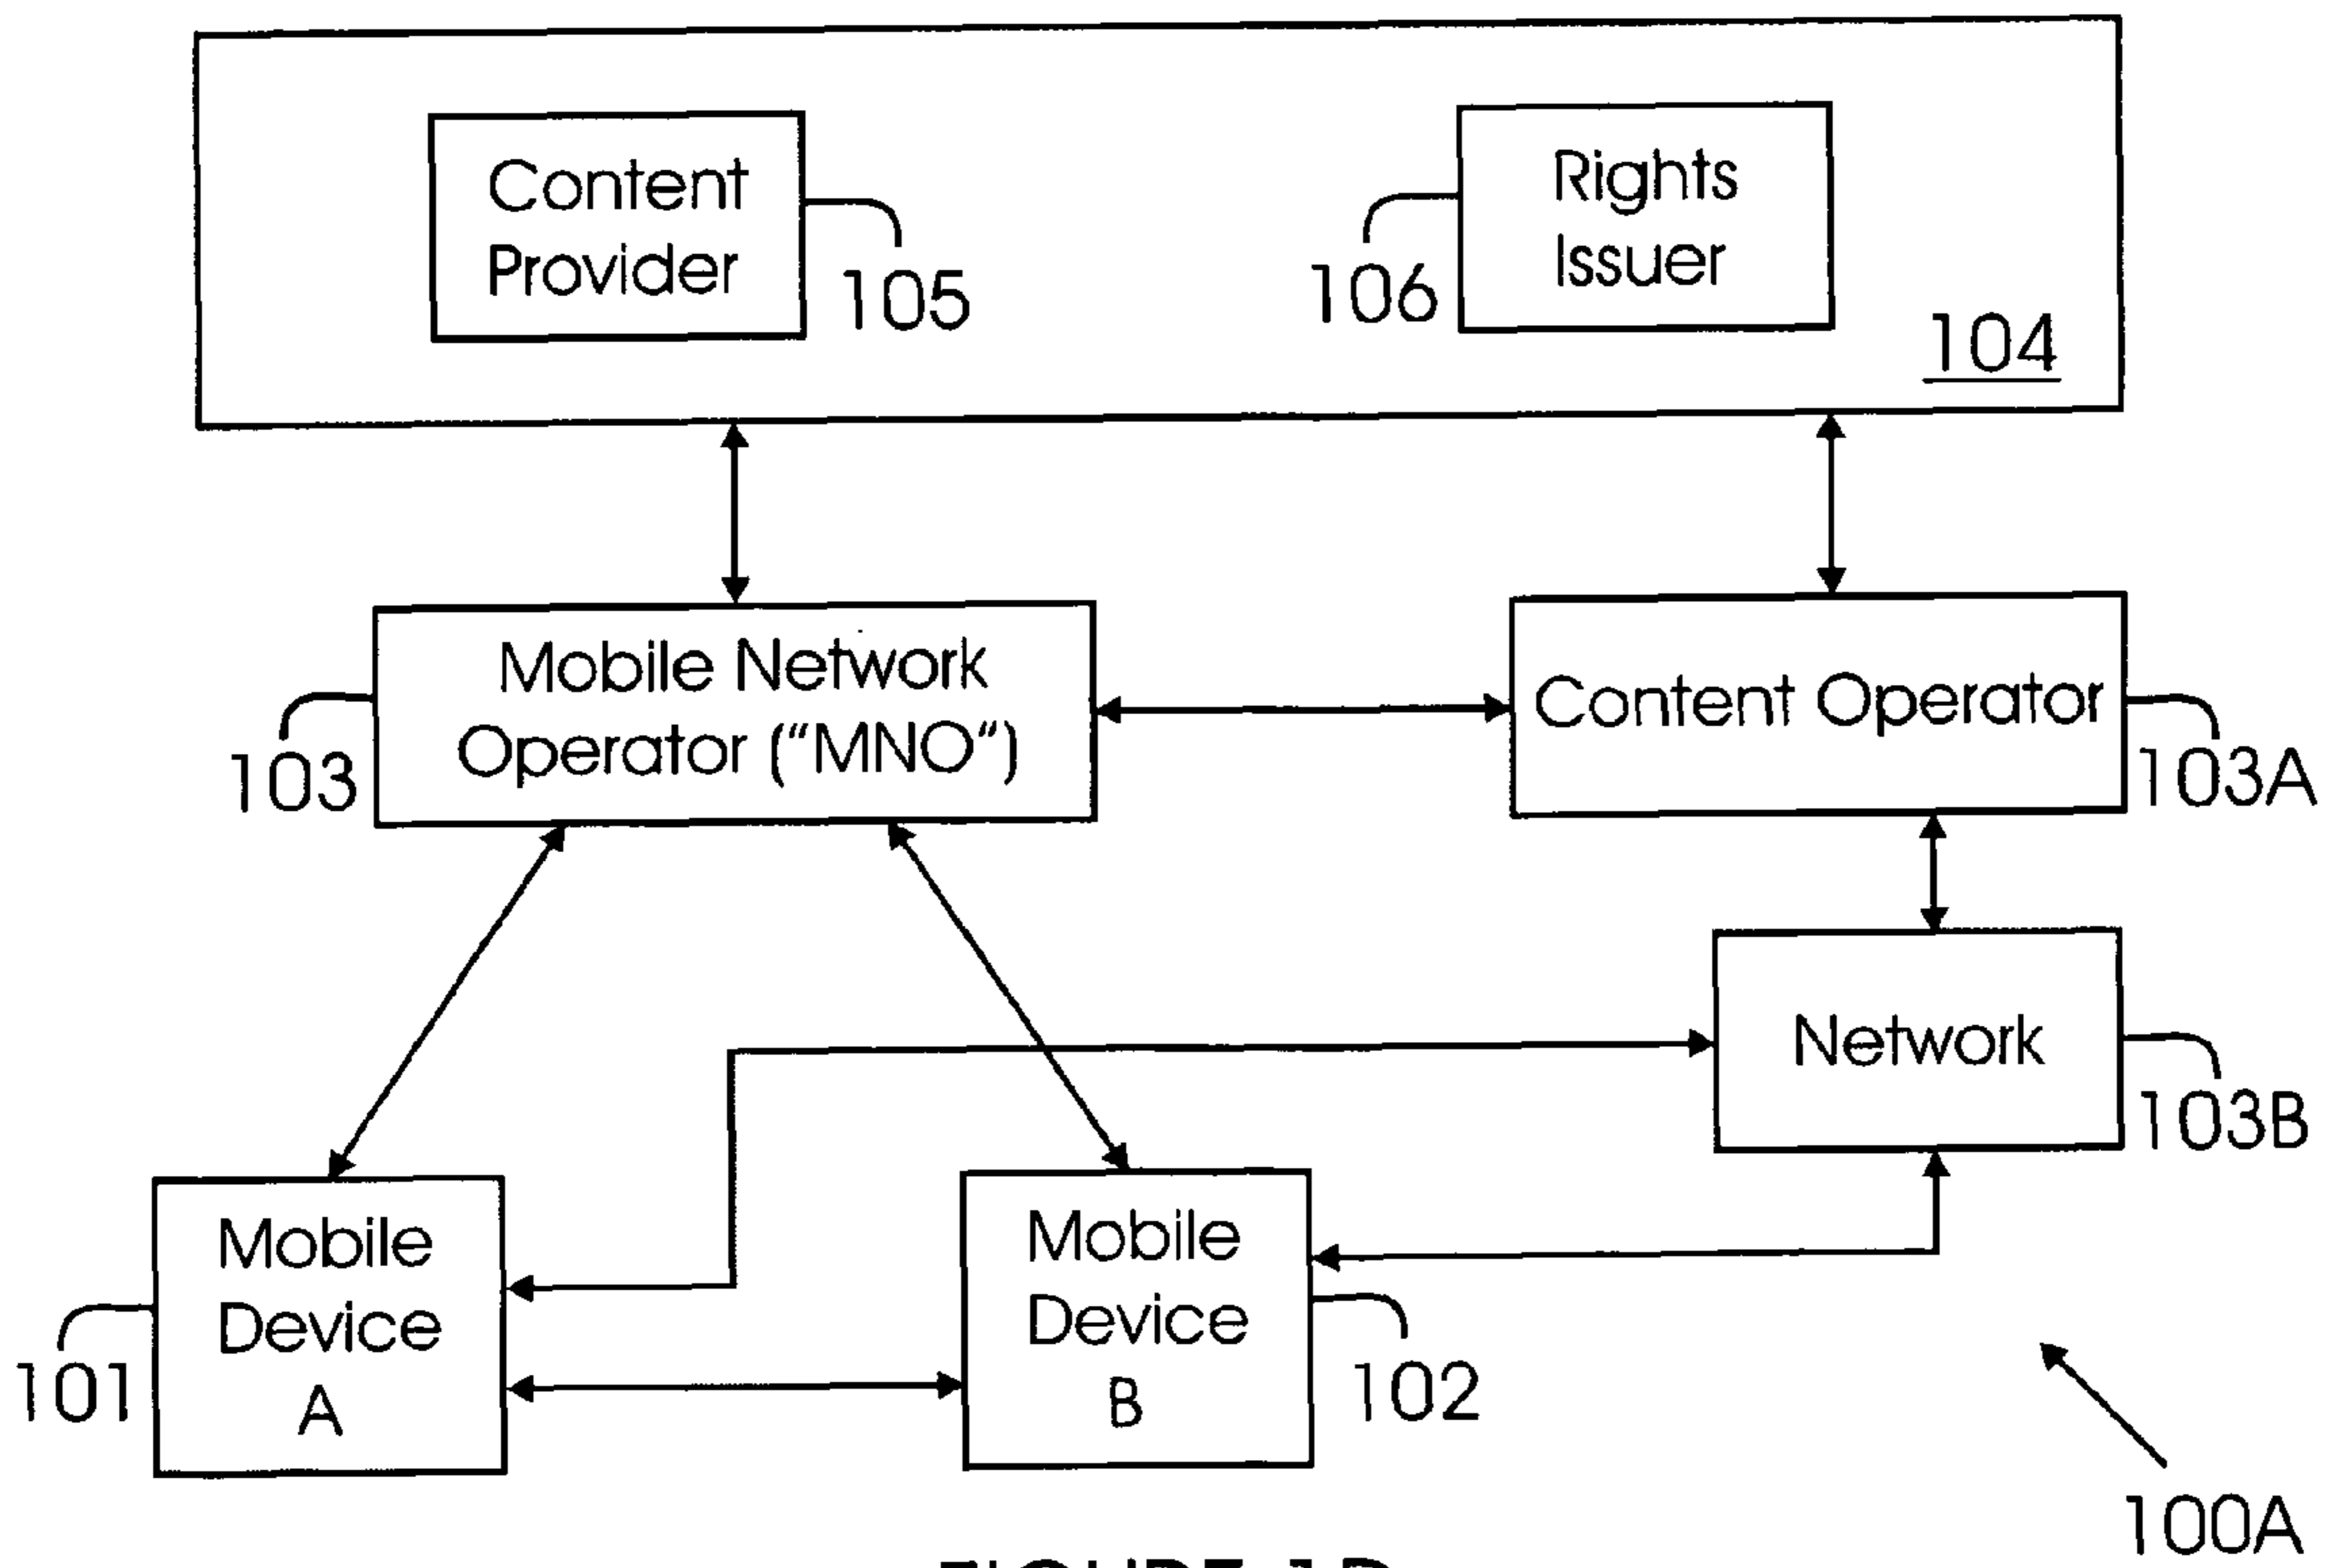 Content
Provider
105
Rights
Issuer
106
104
Mobile Network
Operator (“MNO“)
103
Content Operator
103A
Network
103B
Mobile
Device
A
101
Mobile
Device
B
102
100A